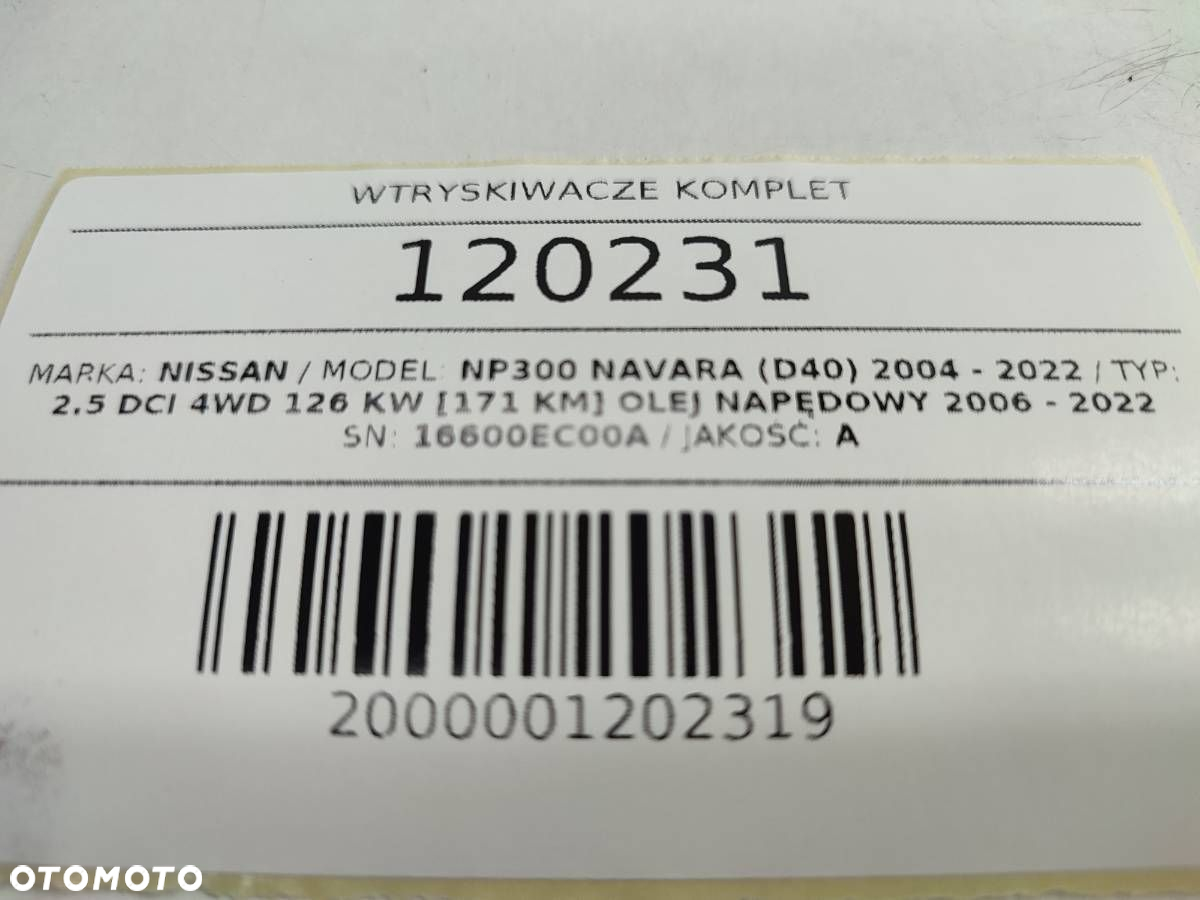 WTRYSKIWACZE KOMPLET
120231
MARKA: NISSAN / MODEL: NP300 NAVARA (D40) 2004 - 2022 / TYP:
2.5 DCI 4WD 126 KW [171 KM] OLEJ NAPĘDOWY 2006 - 2022
SN: 16600EC00A / JAKOŚĆ: A
2000001202319
OTOMOTO